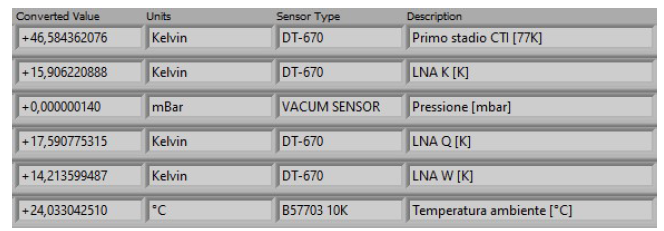 Converted Value Units Sensor Type Description
+46,584362076 Kelvin DT-670 Primo stadio CTI [77K]
+15,906220888 Kelvin DT-670 LNA K [K]
+0,000000140 mBar VACUM SENSOR Pressione [mbar]
+17,590775315 Kelvin DT-670 LNA Q [K]
+14,213599487 Kelvin DT-670 LNA W [K]
+24,033042510 °C B57703 10K Temperatura ambiente [°C]